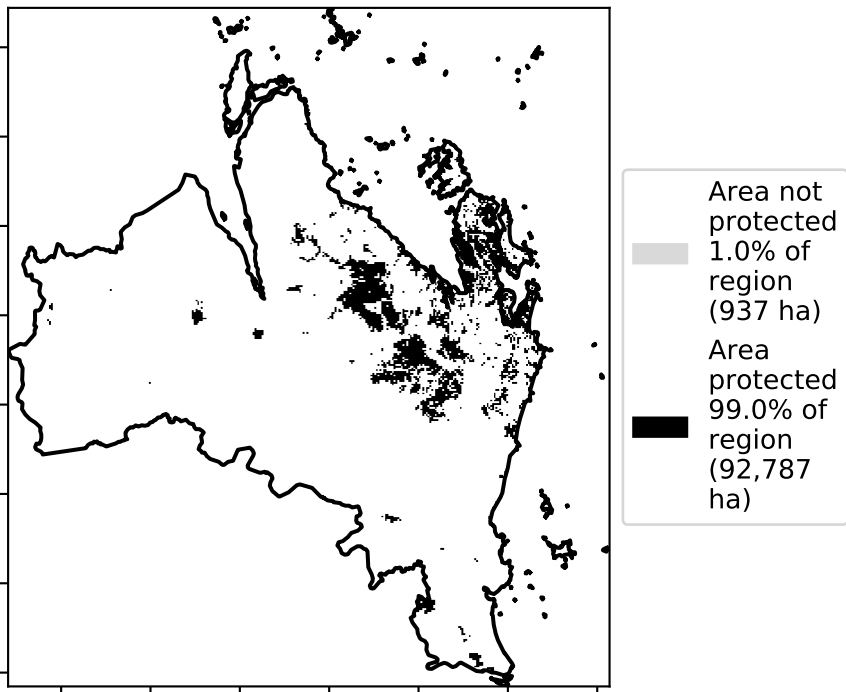 Area not
protected
1.0% of
region
(937 ha)
Area
protected
99.0% of
region
(92,787
ha)